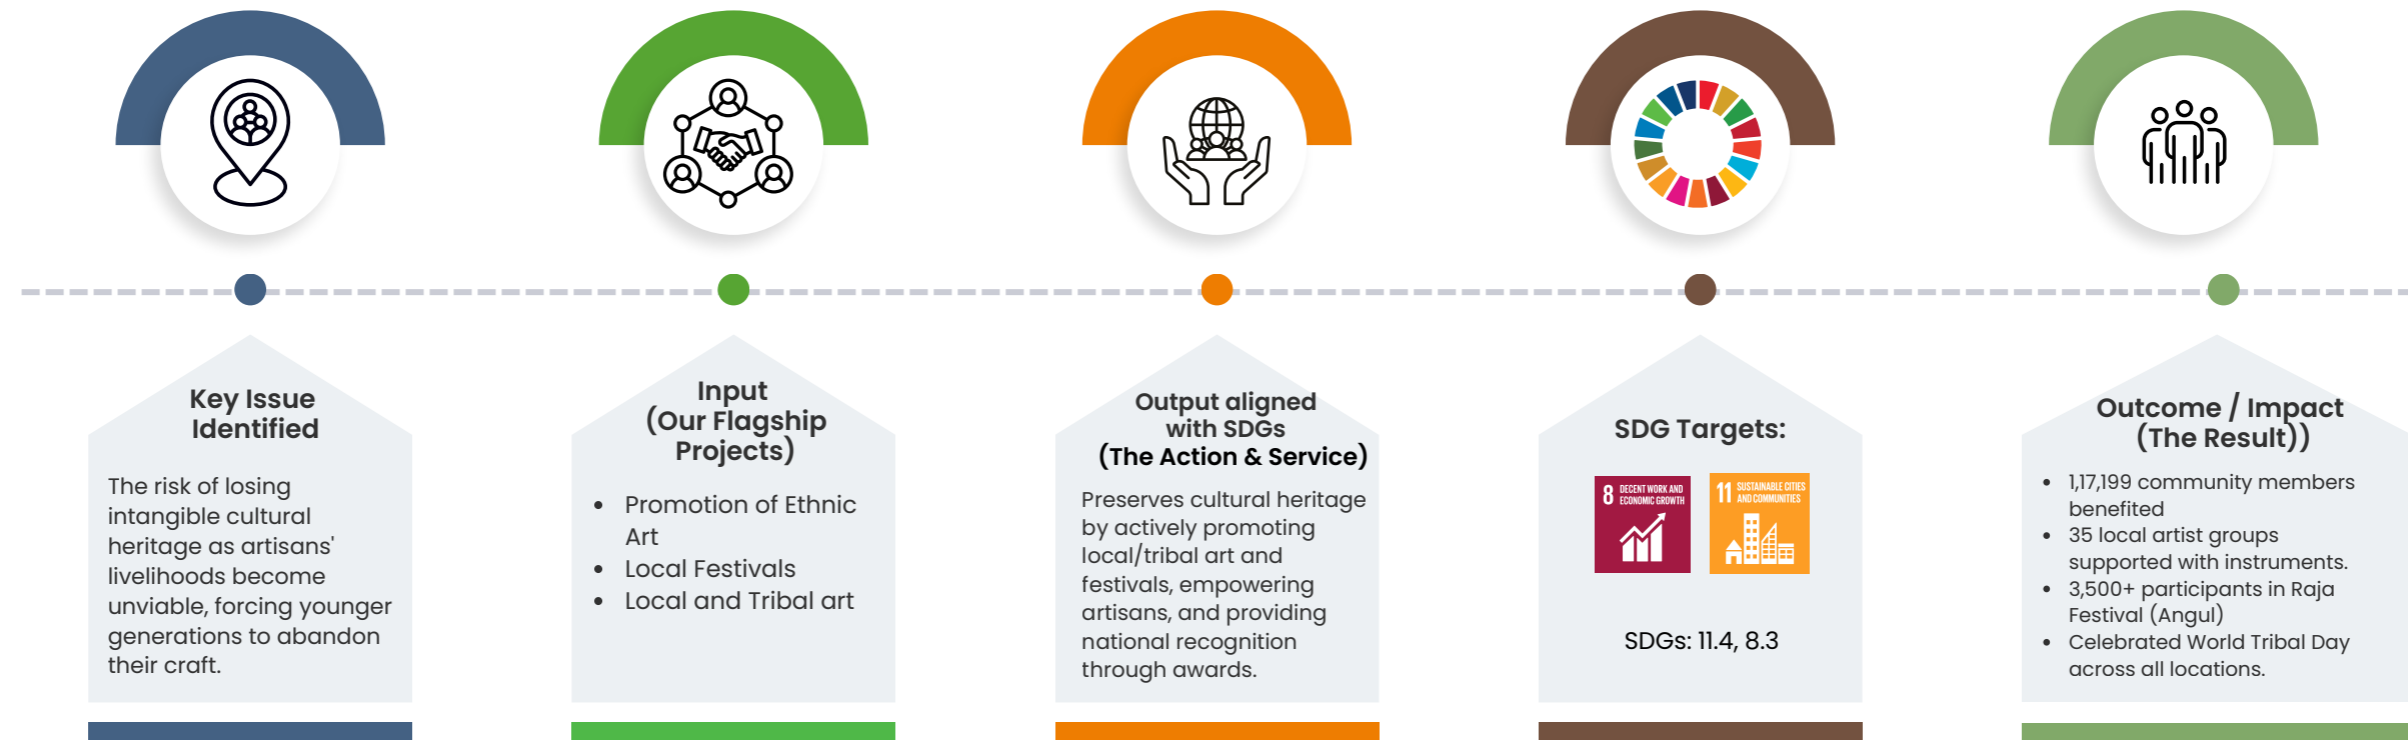 Key Issue
Identified
The risk of losing
intangible cultural
heritage as artisans'
livelihoods become
unviable, forcing younger
generations to abandon
their craft.
Input
(Our Flagship
Projects)
• Promotion of Ethnic
Art
• Local Festivals
• Local and Tribal art
Output aligned
with SDGs
(The Action & Service)
Preserves cultural heritage
by actively promoting
local/tribal art and
festivals, empowering
artisans, and providing
national recognition
through awards.
SDG Targets:
8 DECENT WORK AND
ECONOMIC GROWTH
11 SUSTAINABLE CITIES
AND COMMUNITIES
SDGs: 11.4, 8.3
Outcome / Impact
(The Result))
• 1,17,199 community members
benefited
• 35 local artist groups
supported with instruments.
• 3,500+ participants in Raja
Festival (Angul)
• Celebrated World Tribal Day
across all locations.